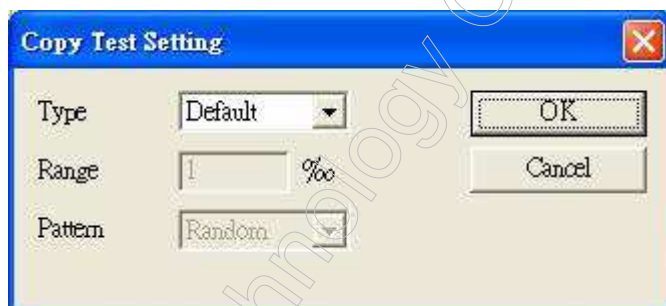 Copy Test Setting
Type Default OK
Range 1 ‰ Cancel
Pattern Random